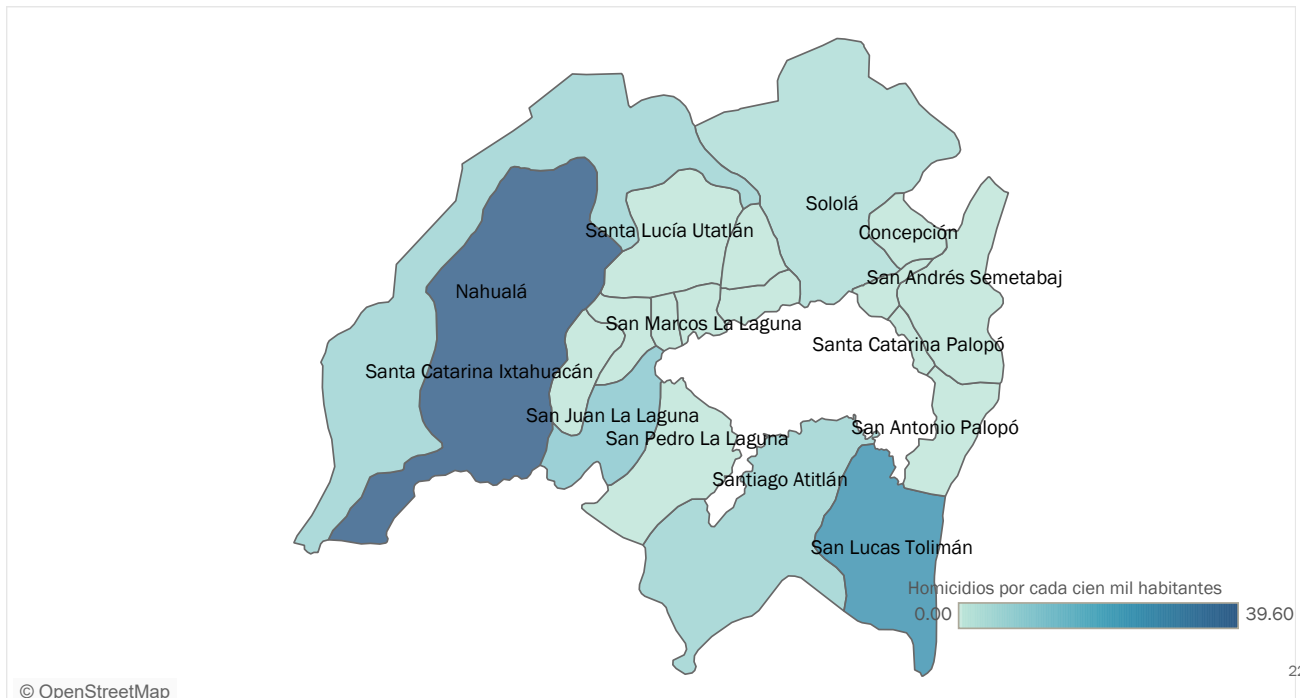 Sololá
Santa Lucía Utatlán
Concepción
San Andrés Semetabaj
Nahualá
San Marcos La Laguna
Santa Catarina Palopó
Santa Catarina Ixtahuacán
San Juan La Laguna
San Antonio Palopó
San Pedro La Laguna
Santiago Atitlán
San Lucas Tolimán
Homicidios por cada cien mil habitantes
0.00
39.60
22
© OpenStreetMap